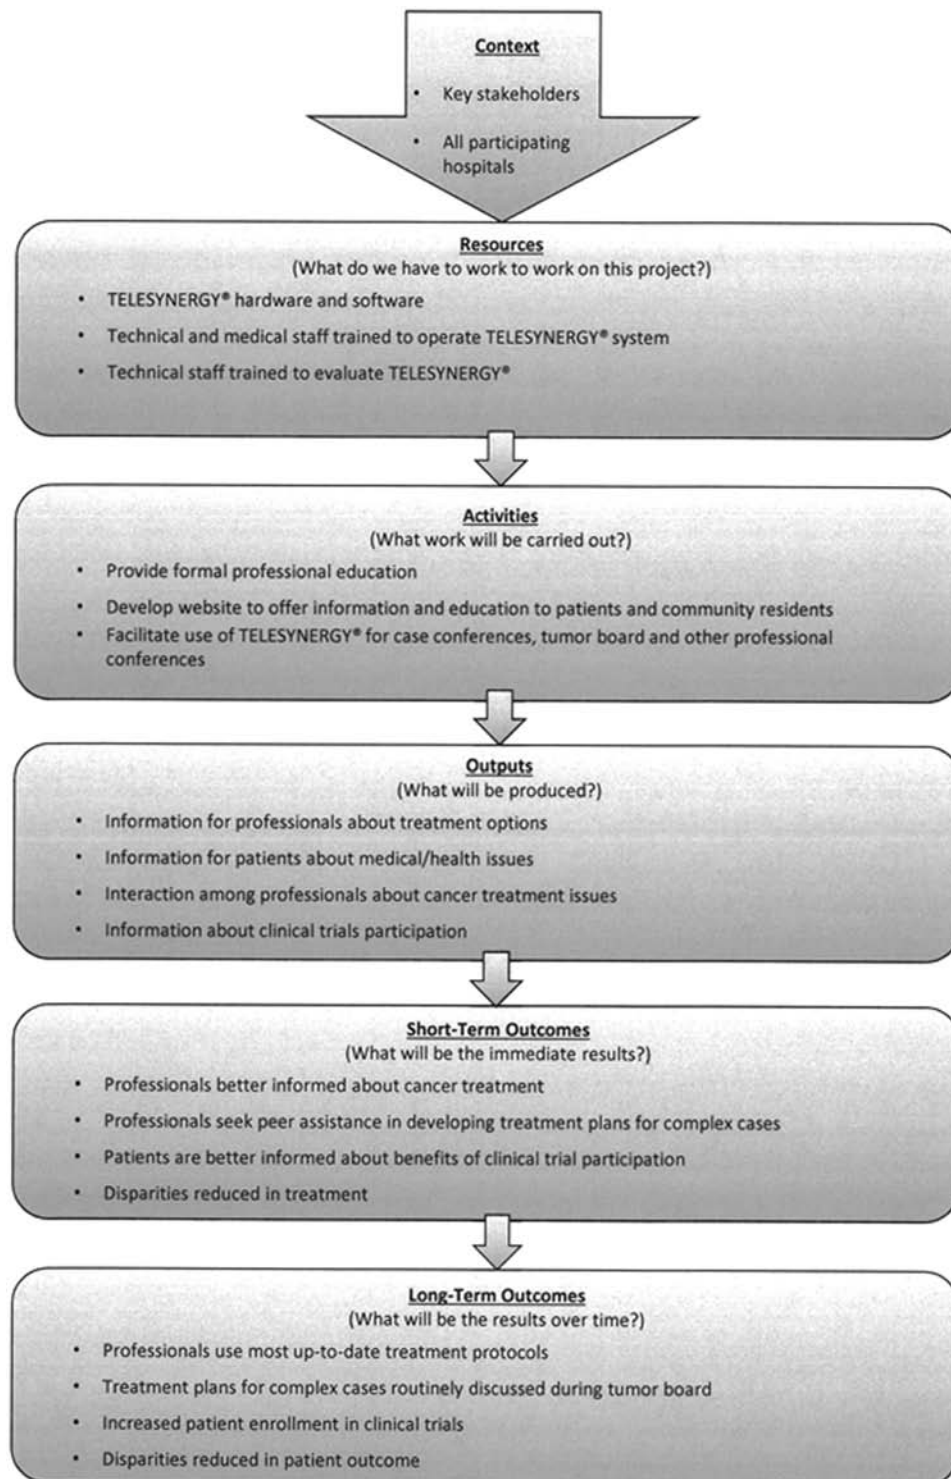 Context
• Key stakeholders
• All participating
hospitals
Resources
(What do we have to work to work on this project?)
• TELESYNERGY® hardware and software
• Technical and medical staff trained to operate TELESYNERGY® system
• Technical staff trained to evaluate TELESYNERGY®
Activities
(What work will be carried out?)
• Provide formal professional education
• Develop website to offer information and education to patients and community residents
• Facilitate use of TELESYNERGY® for case conferences, tumor board and other professional
conferences
Outputs
(What will be produced?)
• Information for professionals about treatment options
• Information for patients about medical/health issues
• Interaction among professionals about cancer treatment issues
• Information about clinical trials participation
Short-Term Outcomes
(What will be the immediate results?)
• Professionals better informed about cancer treatment
• Professionals seek peer assistance in developing treatment plans for complex cases
• Patients are better informed about benefits of clinical trial participation
• Disparities reduced in treatment
Long-Term Outcomes
(What will be the results over time?)
• Professionals use most up-to-date treatment protocols
• Treatment plans for complex cases routinely discussed during tumor board
• Increased patient enrollment in clinical trials
• Disparities reduced in patient outcome